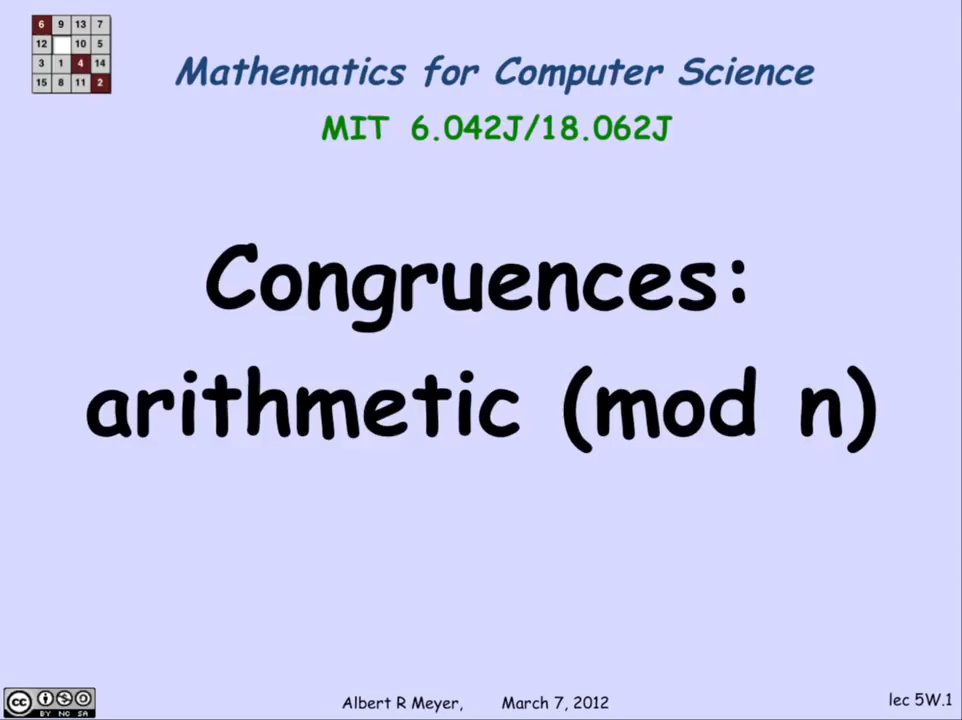 6 9 13 7
12 10 5
3 1 4 14
15 8 11 2
Mathematics for Computer Science
MIT 6.042J/18.062J
Congruences:
arithmetic (mod n)
cc BY NC SA
Albert R Meyer, March 7, 2012
lec 5W.1